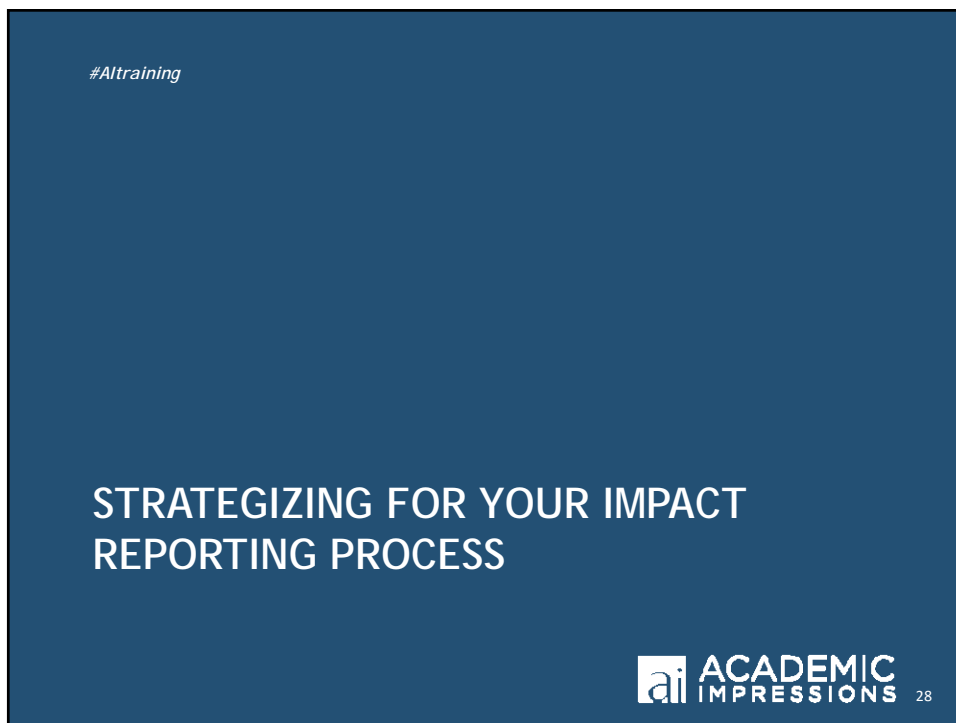 #AItraining
STRATEGIZING FOR YOUR IMPACT
REPORTING PROCESS
ai ACADEMIC
IMPRESSIONS
28